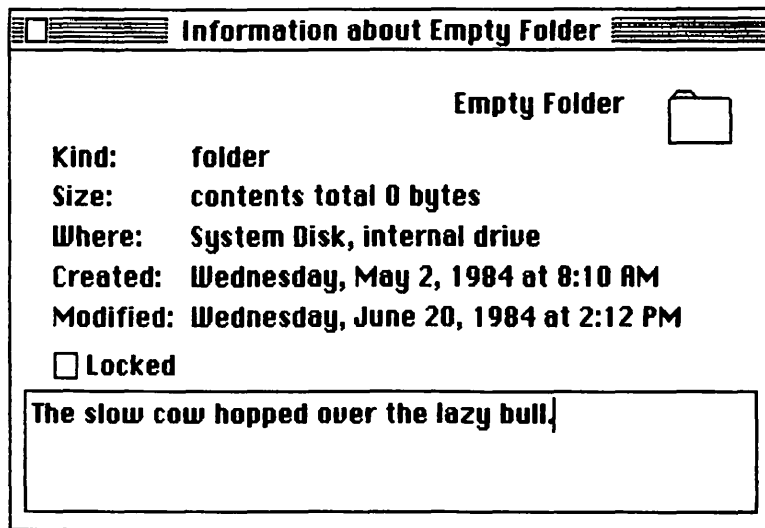 Information about Empty Folder
Empty Folder
Kind: folder
Size: contents total 0 bytes
Where: System Disk, internal drive
Created: Wednesday, May 2, 1984 at 8:10 AM
Modified: Wednesday, June 20, 1984 at 2:12 PM
Locked
The slow cow hopped over the lazy bull.